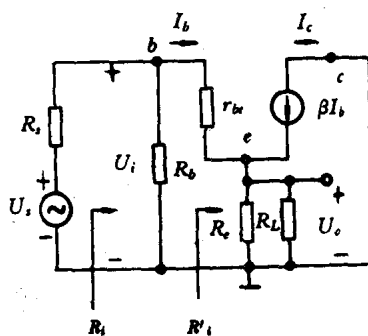 I_b
I_c
b
c
+
R_s
r_be
βI_b
e
U_i
R_b
+
U_s
-
+
R_e
R_L
U_o
-
-
R_i
R'_i